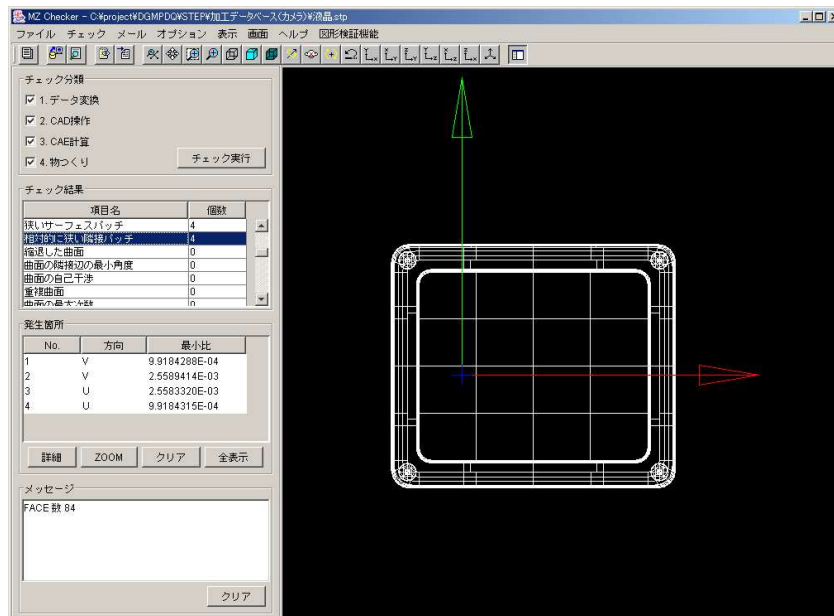 MZ Checker - C:¥project¥DGMPDQ¥STEP¥加工データベース(カメラ)¥液晶.stp
ファイル チェック メール オプション 表示 画面 ヘルプ 図形検証機能
チェック分類
1. データ変換
2. CAD操作
3. CAE計算
4. 物つくり
チェック実行
チェック結果
項目名 個数
狭いサーフェスパッチ 4
相対的に狭い隣接パッチ 4
縮退した曲面 0
曲面の隣接辺の最小角度 0
曲面の自己干渉 0
重複曲面 0
曲面の最大次数 0
発生箇所
No. 方向 最小比
1 V 9.9184288E-04
2 V 2.5589414E-03
3 U 2.5583320E-03
4 U 9.9184315E-04
詳細 ZOOM クリア 全表示
メッセージ
FACE 数 84
クリア